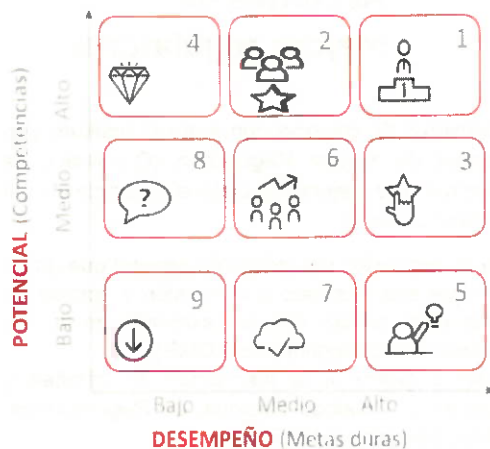 4
2
1
Alto
8
?
6
3
Medio
POTENCIAL (Competencias)
9
7
5
Bajo
Bajo Medio Alto
DESEMPEÑO (Metas duras)